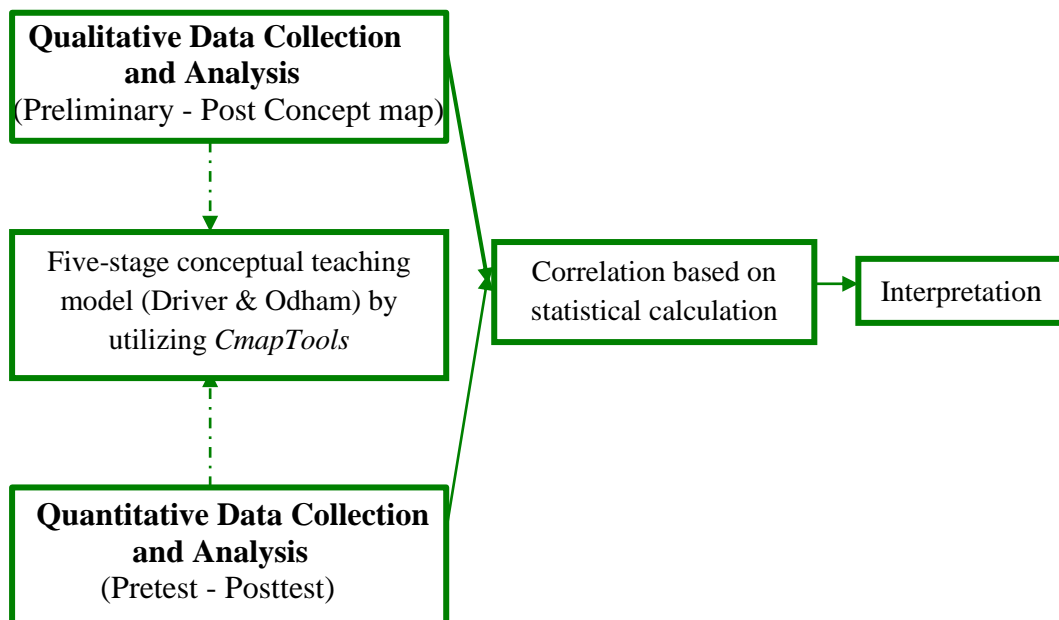 Qualitative Data Collection
and Analysis
(Preliminary - Post Concept map)
Five-stage conceptual teaching
model (Driver & Odham) by
utilizing CmapTools
Quantitative Data Collection
and Analysis
(Pretest - Posttest)
Correlation based on
statistical calculation
Interpretation